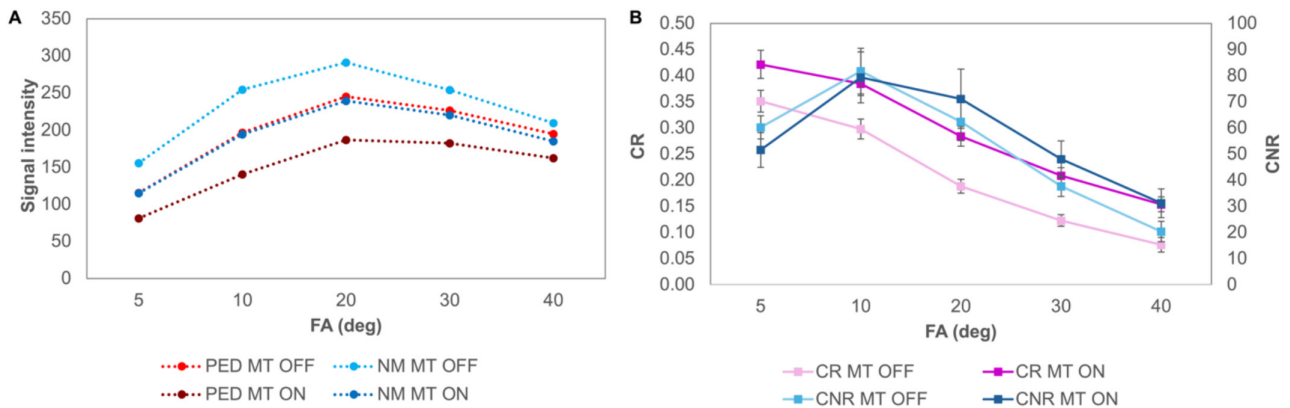 A
B
350
300
250
200
150
100
50
0
Signal intensity
5 10 20 30 40
FA (deg)
PED MT OFF NM MT OFF
PED MT ON NM MT ON
0.50
0.45
0.40
0.35
0.30
0.25
0.20
0.15
0.10
0.05
0.00
CR
100
90
80
70
60
50
40
30
20
10
0
CNR
5 10 20 30 40
FA (deg)
CR MT OFF CR MT ON
CNR MT OFF CNR MT ON